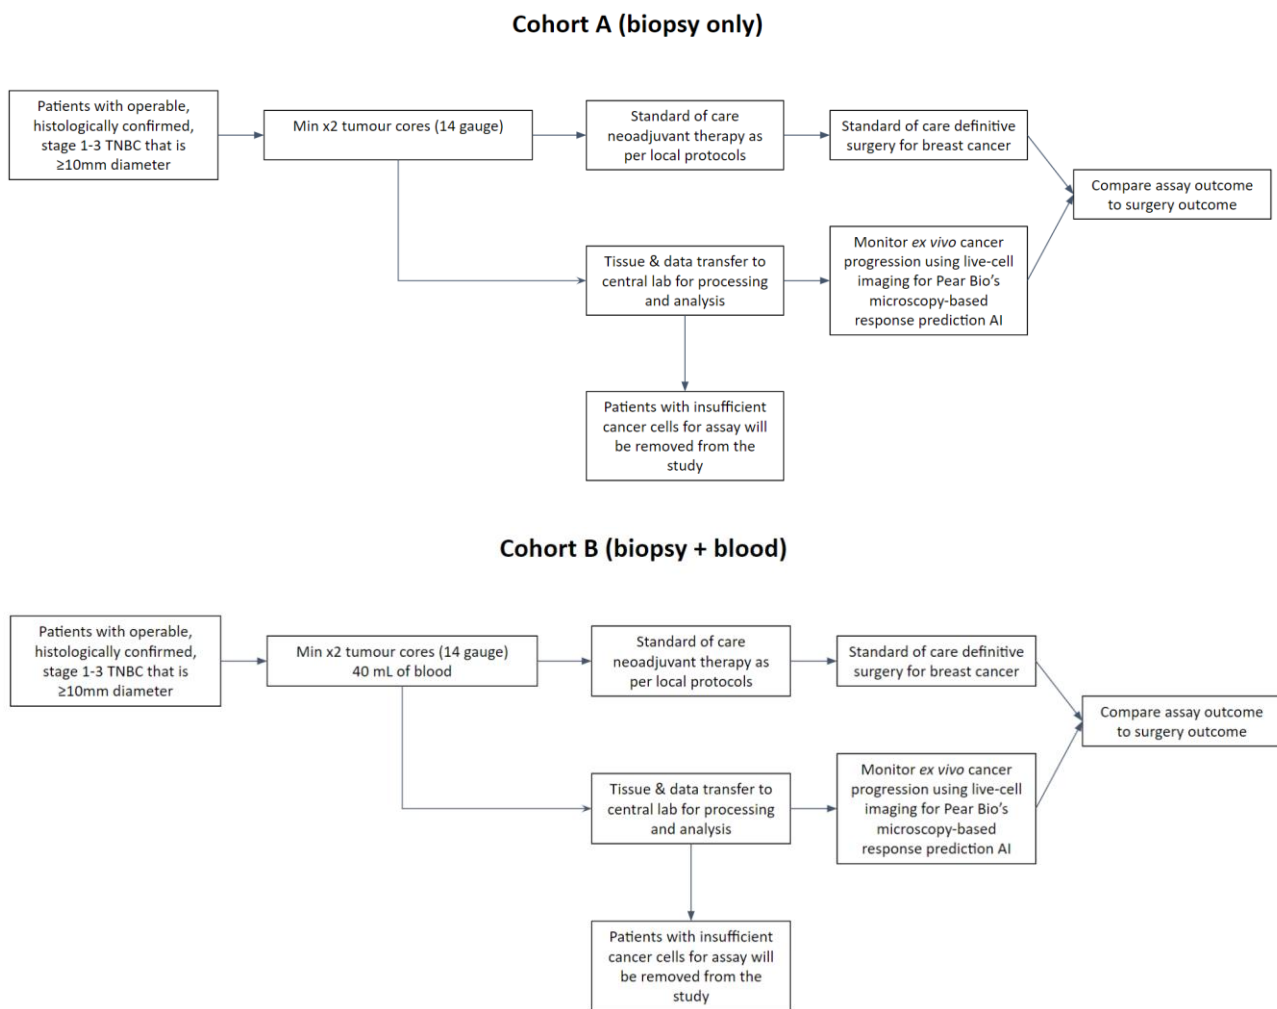 Cohort A (biopsy only)
Patients with operable,
histologically confirmed,
stage 1-3 TNBC that is
≥10mm diameter
Min x2 tumour cores (14 gauge)
Standard of care
neoadjuvant therapy as
per local protocols
Standard of care definitive
surgery for breast cancer
Compare assay outcome
to surgery outcome
Tissue & data transfer to
central lab for processing
and analysis
Monitor ex vivo cancer
progression using live-cell
imaging for Pear Bio’s
microscopy-based
response prediction AI
Patients with insufficient
cancer cells for assay will
be removed from the
study
Cohort B (biopsy + blood)
Patients with operable,
histologically confirmed,
stage 1-3 TNBC that is
≥10mm diameter
Min x2 tumour cores (14 gauge)
40 mL of blood
Standard of care
neoadjuvant therapy as
per local protocols
Standard of care definitive
surgery for breast cancer
Compare assay outcome
to surgery outcome
Tissue & data transfer to
central lab for processing
and analysis
Monitor ex vivo cancer
progression using live-cell
imaging for Pear Bio’s
microscopy-based
response prediction AI
Patients with insufficient
cancer cells for assay will
be removed from the
study